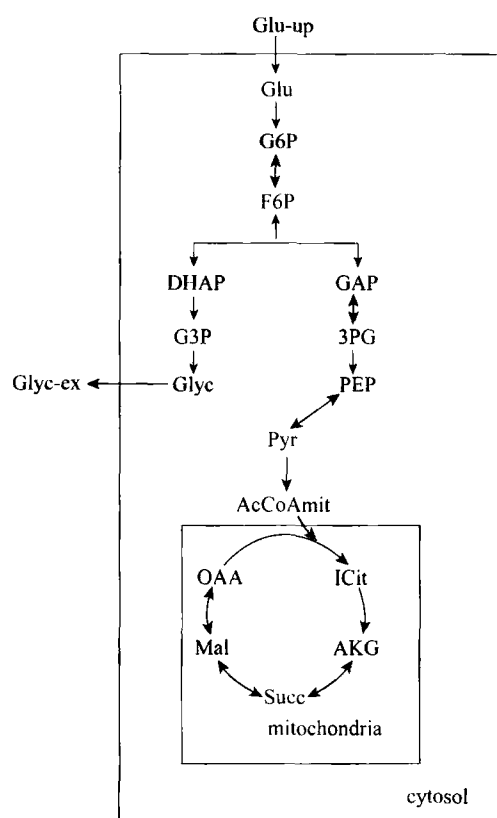 Glu-up
Glu
G6P
F6P
DHAP GAP
G3P 3PG
Glyc-ex Glyc PEP
Pyr
AcCoAmit
OAA ICit
Mal AKG
Succ
mitochondria
cytosol